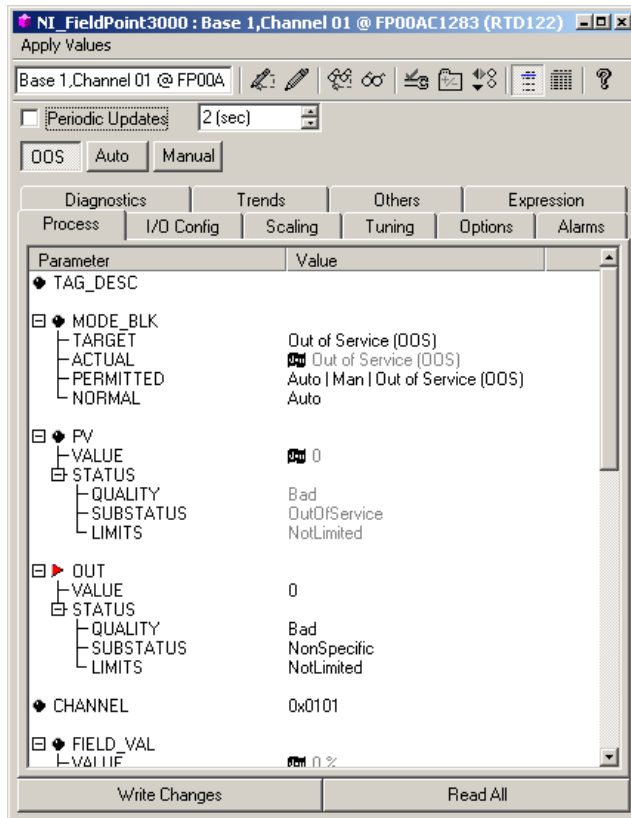 NI_FieldPoint3000 : Base 1,Channel 01 @ FP00AC1283 (RTD122)
Apply Values
Base 1,Channel 01 @ FP00A
Periodic Updates 2 (sec)
OOS Auto Manual
Diagnostics Trends Others Expression
Process I/O Config Scaling Tuning Options Alarms
Parameter Value
TAG_DESC
MODE_BLK
TARGET Out of Service (OOS)
ACTUAL Out of Service (OOS)
PERMITTED Auto | Man | Out of Service (OOS)
NORMAL Auto
PV
VALUE 0
STATUS
QUALITY Bad
SUBSTATUS OutOfService
LIMITS NotLimited
OUT
VALUE 0
STATUS
QUALITY Bad
SUBSTATUS NonSpecific
LIMITS NotLimited
CHANNEL 0x0101
FIELD_VAL
VALUE 0 %
Write Changes Read All